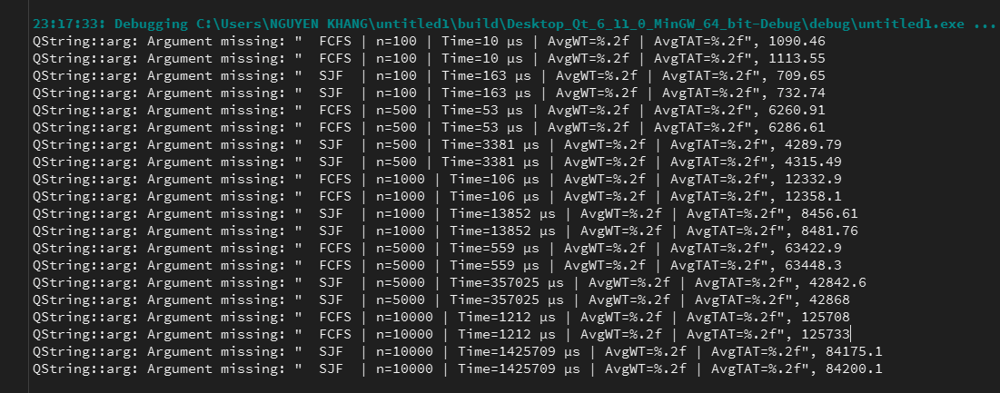 23:17:33: Debugging C:\Users\NGUYEN KHANG\untitled1\build\Desktop_Qt_6_11_0_MinGW_64_bit-Debug\debug\untitled1.exe ...
QString::arg: Argument missing: "  FCFS | n=100 | Time=10 µs | AvgWT=%.2f | AvgTAT=%.2f", 1090.46
QString::arg: Argument missing: "  FCFS | n=100 | Time=10 µs | AvgWT=%.2f | AvgTAT=%.2f", 1113.55
QString::arg: Argument missing: "  SJF  | n=100 | Time=163 µs | AvgWT=%.2f | AvgTAT=%.2f", 709.65
QString::arg: Argument missing: "  SJF  | n=100 | Time=163 µs | AvgWT=%.2f | AvgTAT=%.2f", 732.74
QString::arg: Argument missing: "  FCFS | n=500 | Time=53 µs | AvgWT=%.2f | AvgTAT=%.2f", 6260.91
QString::arg: Argument missing: "  FCFS | n=500 | Time=53 µs | AvgWT=%.2f | AvgTAT=%.2f", 6286.61
QString::arg: Argument missing: "  SJF  | n=500 | Time=3381 µs | AvgWT=%.2f | AvgTAT=%.2f", 4289.79
QString::arg: Argument missing: "  SJF  | n=500 | Time=3381 µs | AvgWT=%.2f | AvgTAT=%.2f", 4315.49
QString::arg: Argument missing: "  FCFS | n=1000 | Time=106 µs | AvgWT=%.2f | AvgTAT=%.2f", 12332.9
QString::arg: Argument missing: "  FCFS | n=1000 | Time=106 µs | AvgWT=%.2f | AvgTAT=%.2f", 12358.1
QString::arg: Argument missing: "  SJF  | n=1000 | Time=13852 µs | AvgWT=%.2f | AvgTAT=%.2f", 8456.61
QString::arg: Argument missing: "  SJF  | n=1000 | Time=13852 µs | AvgWT=%.2f | AvgTAT=%.2f", 8481.76
QString::arg: Argument missing: "  FCFS | n=5000 | Time=559 µs | AvgWT=%.2f | AvgTAT=%.2f", 63422.9
QString::arg: Argument missing: "  FCFS | n=5000 | Time=559 µs | AvgWT=%.2f | AvgTAT=%.2f", 63448.3
QString::arg: Argument missing: "  SJF  | n=5000 | Time=357025 µs | AvgWT=%.2f | AvgTAT=%.2f", 42842.6
QString::arg: Argument missing: "  SJF  | n=5000 | Time=357025 µs | AvgWT=%.2f | AvgTAT=%.2f", 42868
QString::arg: Argument missing: "  FCFS | n=10000 | Time=1212 µs | AvgWT=%.2f | AvgTAT=%.2f", 125708
QString::arg: Argument missing: "  FCFS | n=10000 | Time=1212 µs | AvgWT=%.2f | AvgTAT=%.2f", 125733
QString::arg: Argument missing: "  SJF  | n=10000 | Time=1425709 µs | AvgWT=%.2f | AvgTAT=%.2f", 84175.1
QString::arg: Argument missing: "  SJF  | n=10000 | Time=1425709 µs | AvgWT=%.2f | AvgTAT=%.2f", 84200.1